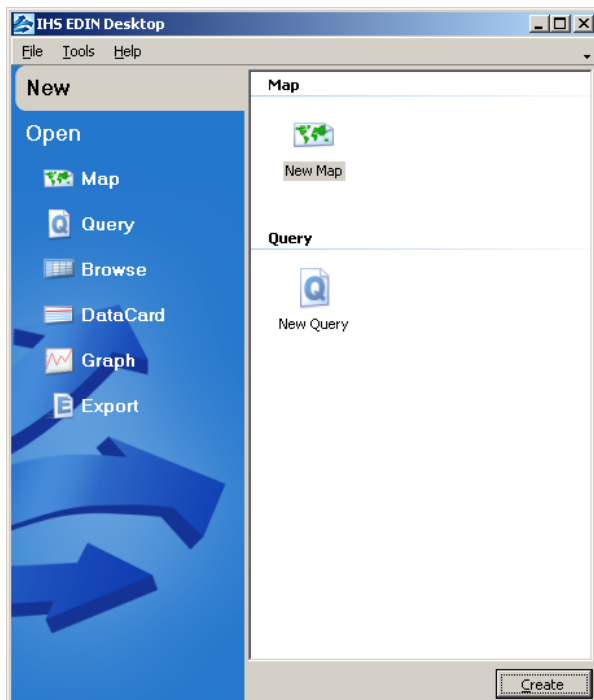 IHS EDIN Desktop
File Tools Help
New
Open
Map
Query
Browse
DataCard
Graph
Export
Map
New Map
Query
New Query
Create